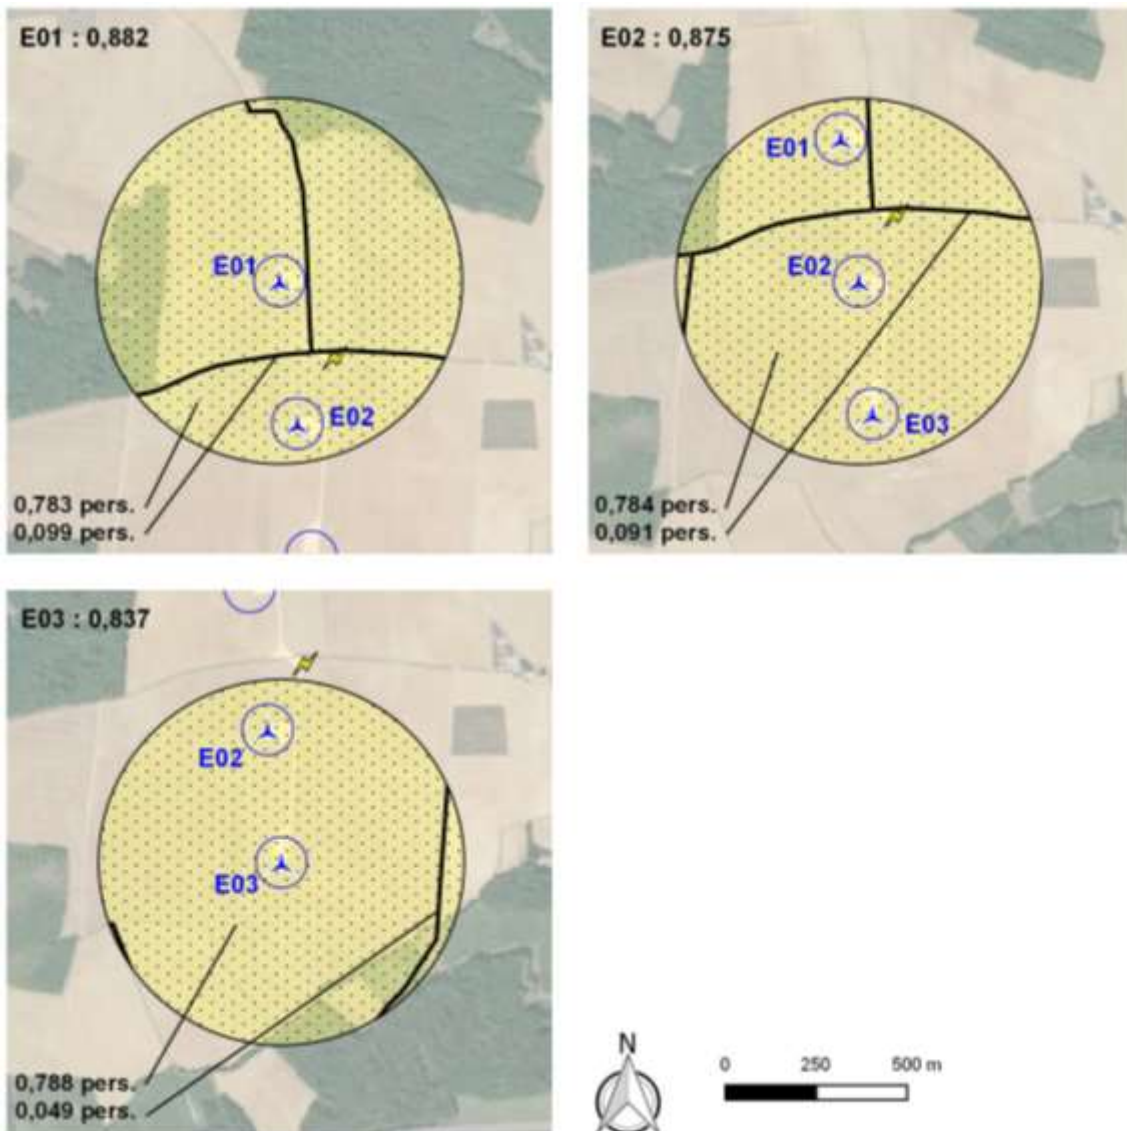 E01 : 0,882
E01
E02
0,783 pers.
0,099 pers.
E02 : 0,875
E01
E02
E03
0,784 pers.
0,091 pers.
E03 : 0,837
E02
E03
0,788 pers.
0,049 pers.
N
0 250 500 m